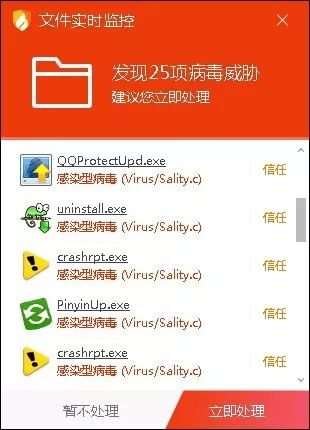 文件实时监控
发现25项病毒威胁
建议您立即处理
QQProtectUpd.exe
感染型病毒 (Virus/Sality.c)
信任
uninstall.exe
感染型病毒 (Virus/Sality.c)
信任
crashrpt.exe
感染型病毒 (Virus/Sality.c)
信任
PinyinUp.exe
感染型病毒 (Virus/Sality.c)
信任
crashrpt.exe
感染型病毒 (Virus/Sality.c)
信任
暂不处理
立即处理